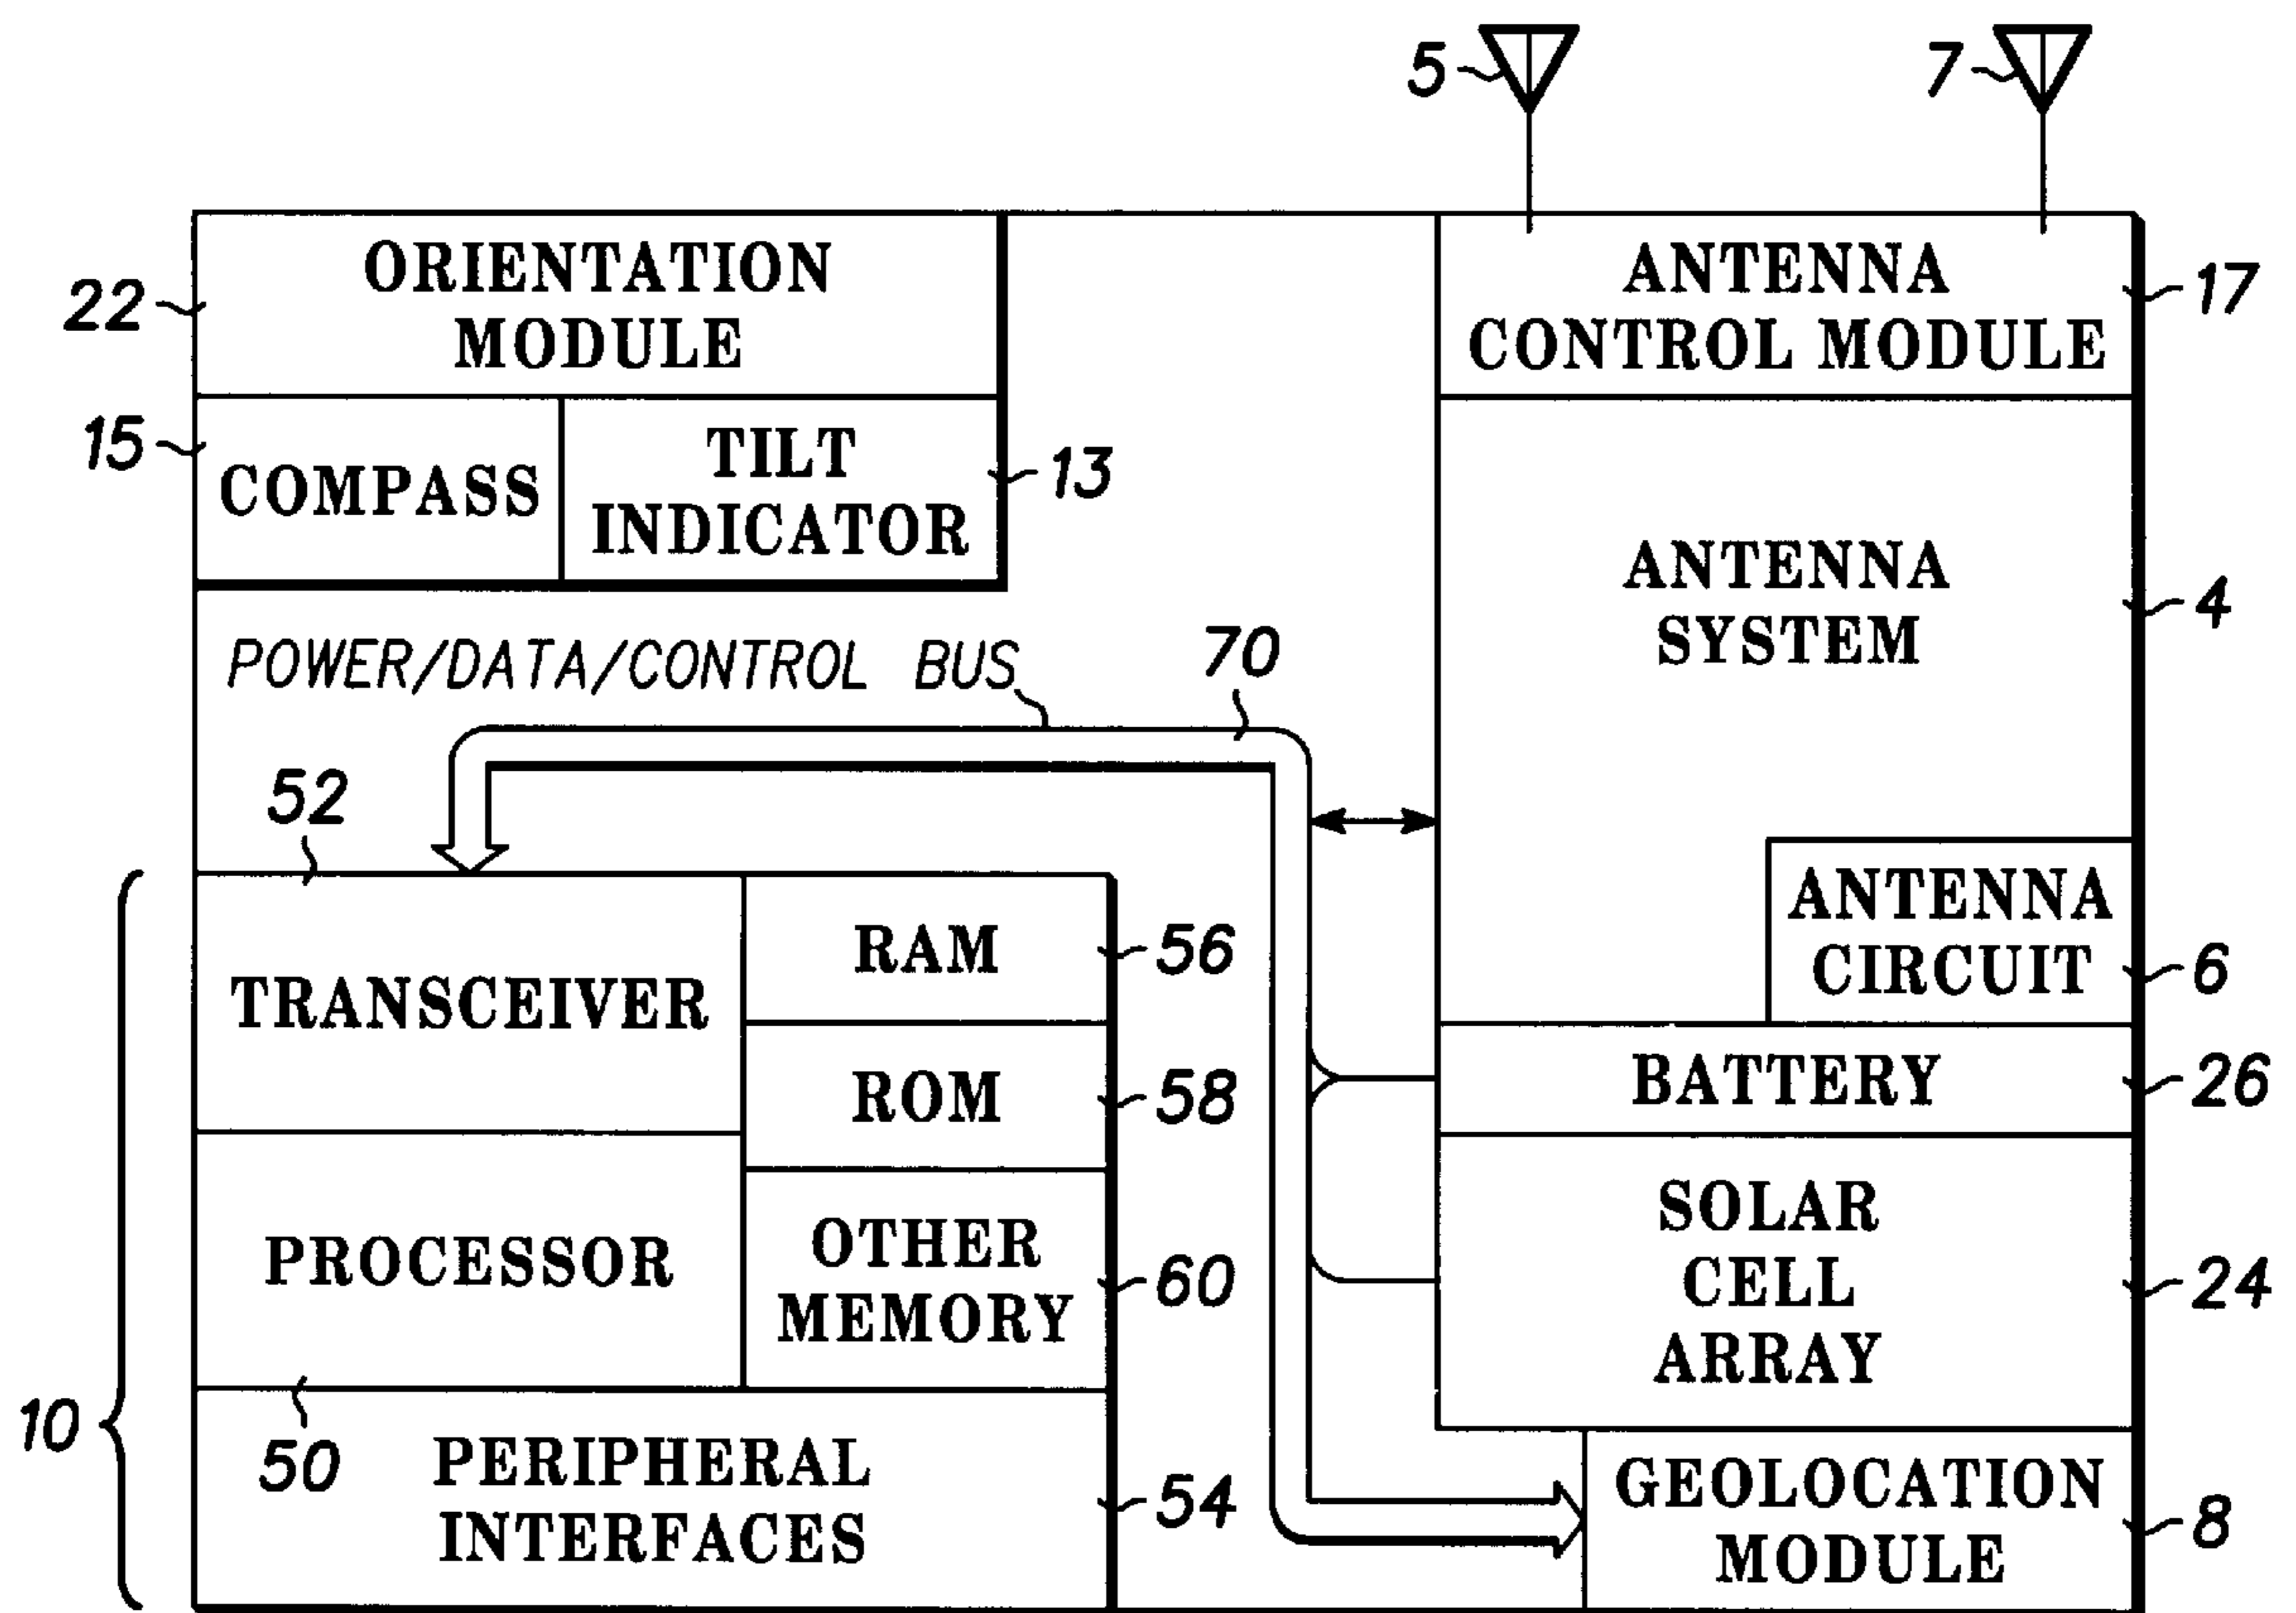 5
7
22
ORIENTATION
MODULE
15
COMPASS
TILT
INDICATOR
13
ANTENNA
CONTROL MODULE
17
ANTENNA
SYSTEM
4
POWER/DATA/CONTROL BUS
70
52
ANTENNA
CIRCUIT
6
10
TRANSCEIVER
RAM
56
ROM
58
BATTERY
26
PROCESSOR
OTHER
MEMORY
60
SOLAR
CELL
ARRAY
24
50
PERIPHERAL
INTERFACES
54
GEOLOCATION
MODULE
8